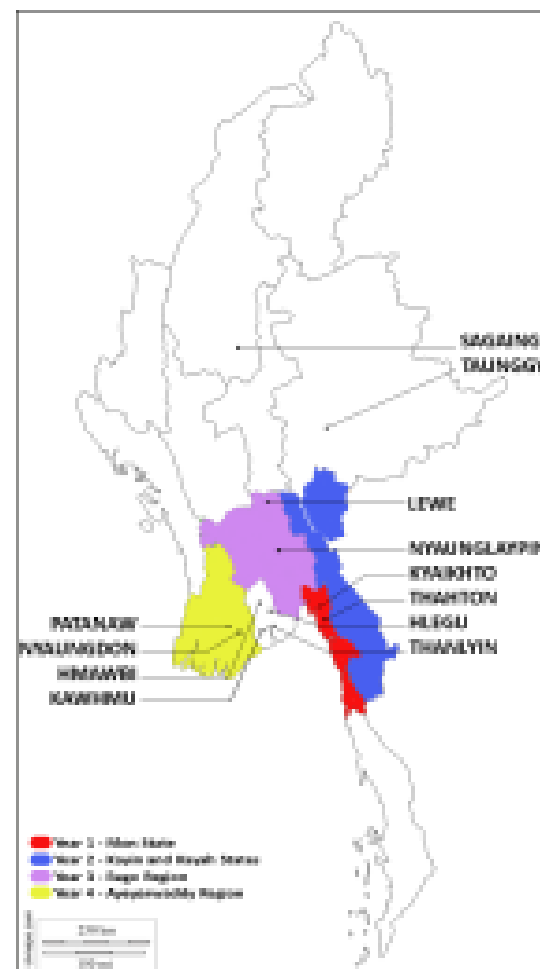 SAGAING
TAUNGGY
LEWE
NYAUNGLAYPIN
KYAIKHTO
THAHTON
HLEGU
THANLYIN
PATANAW
NYAUNGDON
HMAWBI
KAWHMU
Year 1 - Mon State
Year 2 - Kayin and Kayah States
Year 3 - Bago Region
Year 4 - Ayeyarwaddy Region